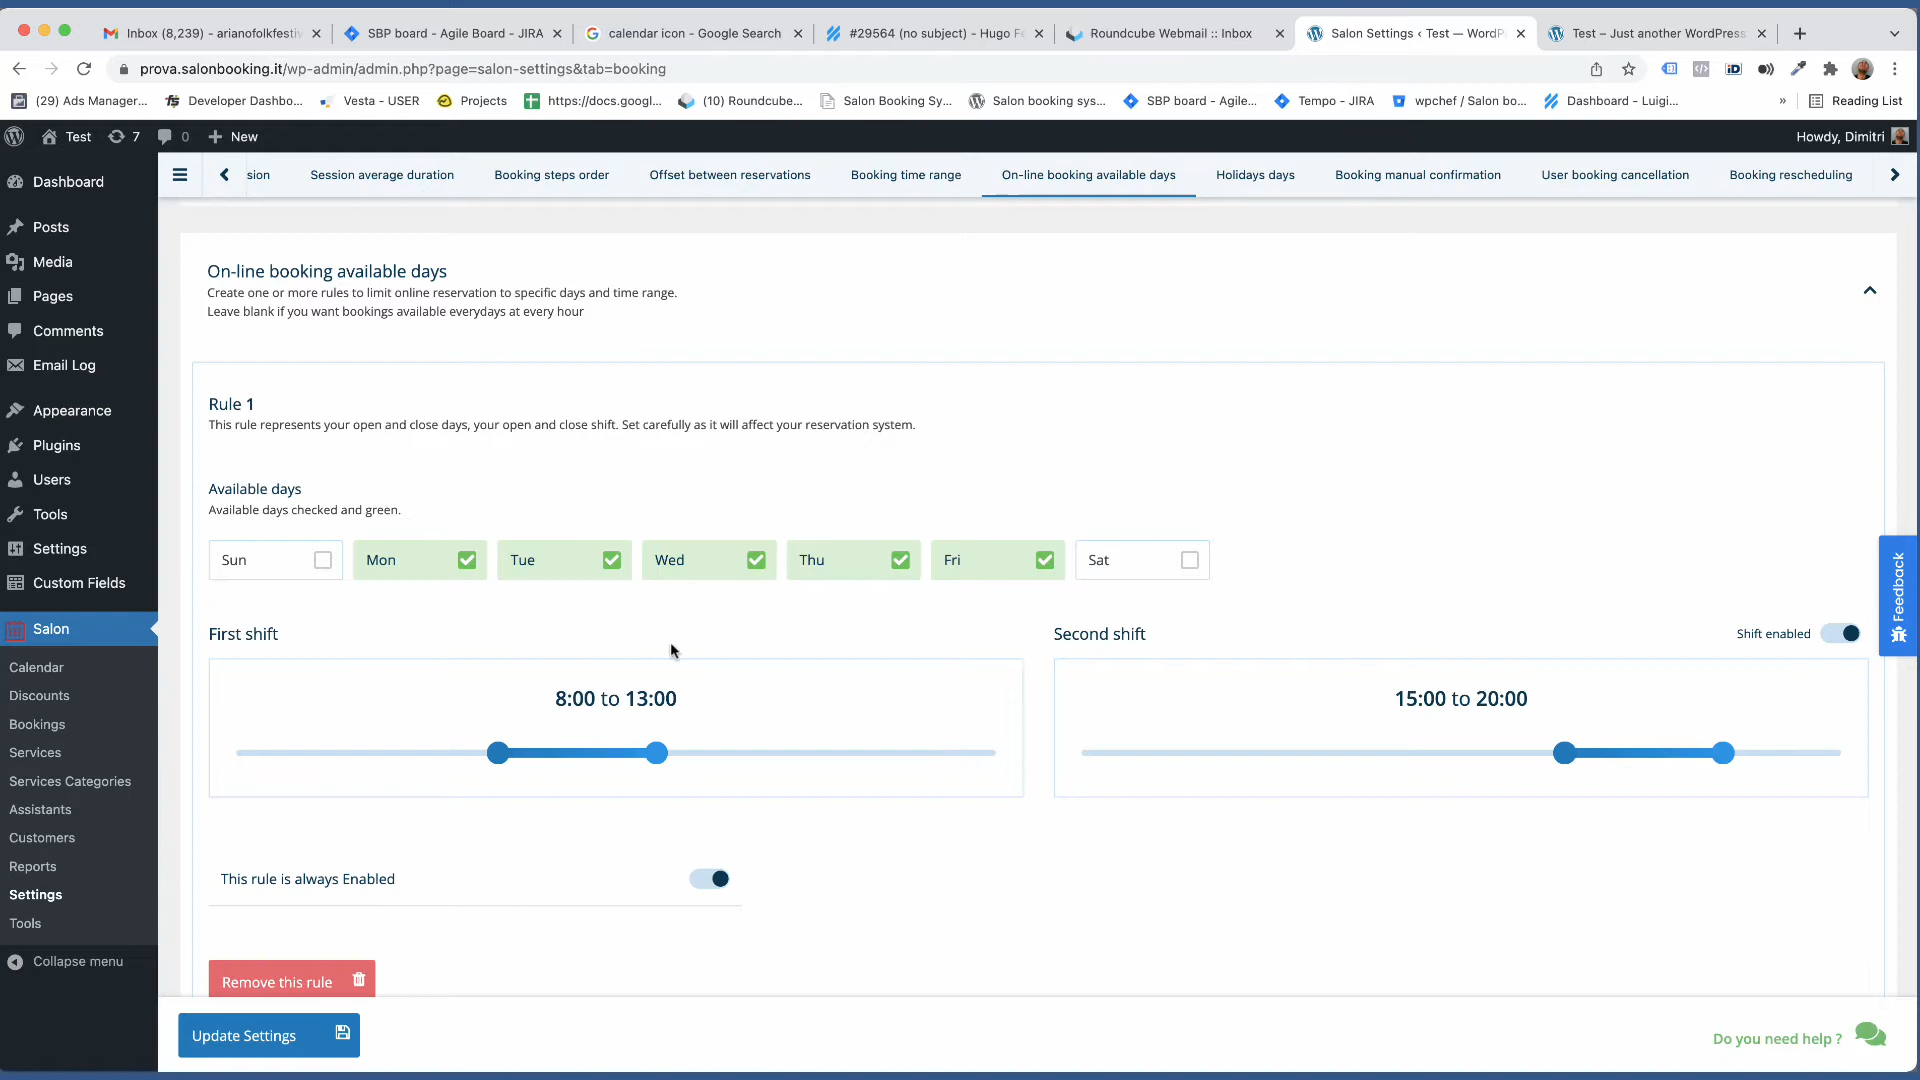 Inbox (8,239) - arianofolkfestiv
SBP board - Agile Board - JIRA
calendar icon - Google Search
#29564 (no subject) - Hugo Fe
Roundcube Webmail :: Inbox
Salon Settings ‹ Test — WordP
Test – Just another WordPress
prova.salonbooking.it/wp-admin/admin.php?page=salon-settings&tab=booking
(29) Ads Manager...
Developer Dashbo...
Vesta - USER
Projects
https://docs.googl...
(10) Roundcube...
Salon Booking Sy...
Salon booking sys...
SBP board - Agile...
Tempo - JIRA
wpchef / Salon bo...
Dashboard - Luigi...
»
Reading List
Test
7
0
New
Howdy, Dimitri
Dashboard
Posts
Media
Pages
Comments
Email Log
Appearance
Plugins
Users
Tools
Settings
Custom Fields
Salon
Calendar
Discounts
Bookings
Services
Services Categories
Assistants
Customers
Reports
Settings
Tools
Collapse menu
sion
Session average duration
Booking steps order
Offset between reservations
Booking time range
On-line booking available days
Holidays days
Booking manual confirmation
User booking cancellation
Booking rescheduling
On-line booking available days
Create one or more rules to limit online reservation to specific days and time range.
Leave blank if you want bookings available everydays at every hour
Rule 1
This rule represents your open and close days, your open and close shift. Set carefully as it will affect your reservation system.
Available days
Available days checked and green.
Sun
Mon
Tue
Wed
Thu
Fri
Sat
First shift
Second shift
Shift enabled
8:00 to 13:00
15:00 to 20:00
This rule is always Enabled
Remove this rule
Update Settings
Do you need help ?
Feedback